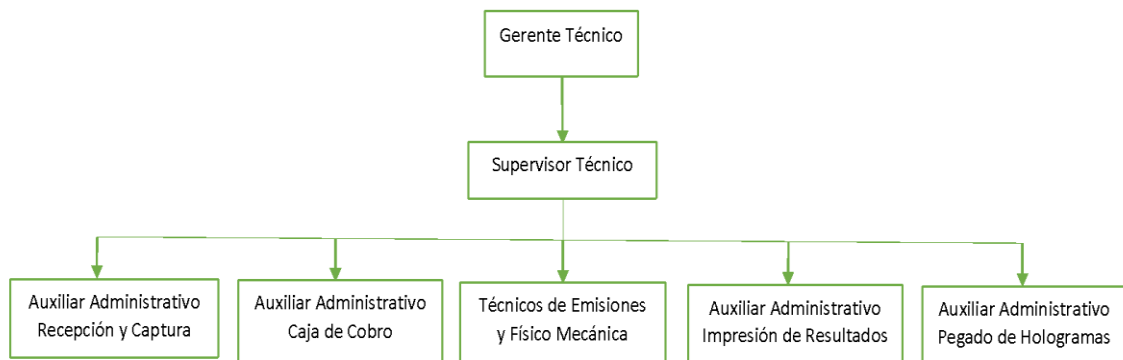 Gerente Técnico
Supervisor Técnico
Auxiliar Administrativo
Recepción y Captura
Auxiliar Administrativo
Caja de Cobro
Técnicos de Emisiones
y Físico Mecánica
Auxiliar Administrativo
Impresión de Resultados
Auxiliar Administrativo
Pegado de Hologramas